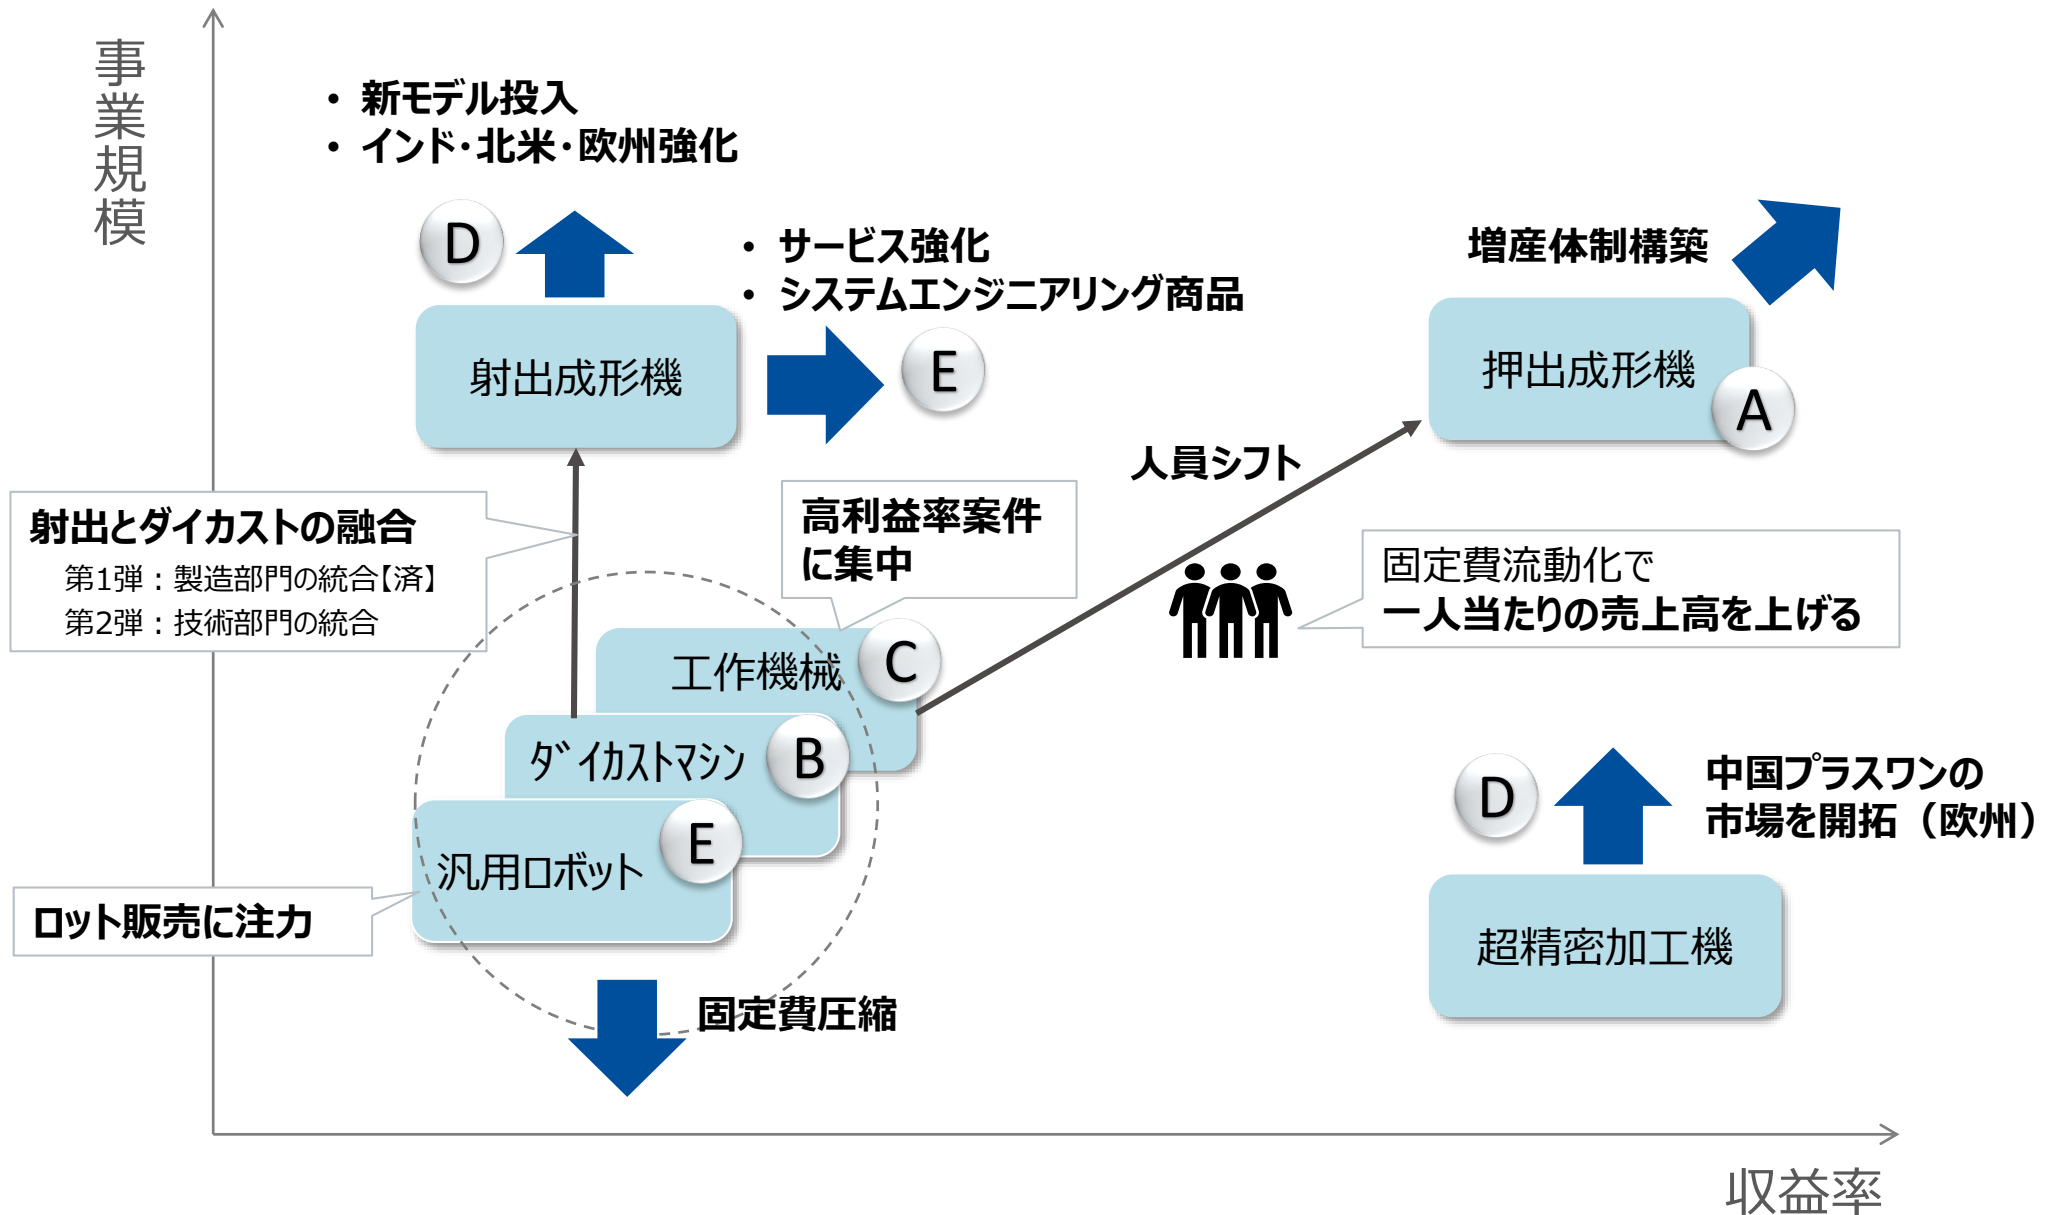 事業規模
・ 新モデル投入
・ インド・北米・欧州強化
D
・ サービス強化
・ システムエンジニアリング商品
E
射出成形機
増産体制構築
押出成形機
A
人員シフト
射出とダイカストの融合
第1弾：製造部門の統合【済】
第2弾：技術部門の統合
高利益率案件
に集中
固定費流動化で
一人当たりの売上高を上げる
工作機械
C
ダイカストマシン
B
汎用ロボット
E
ロット販売に注力
固定費圧縮
D
中国プラスワンの
市場を開拓（欧州）
超精密加工機
収益率